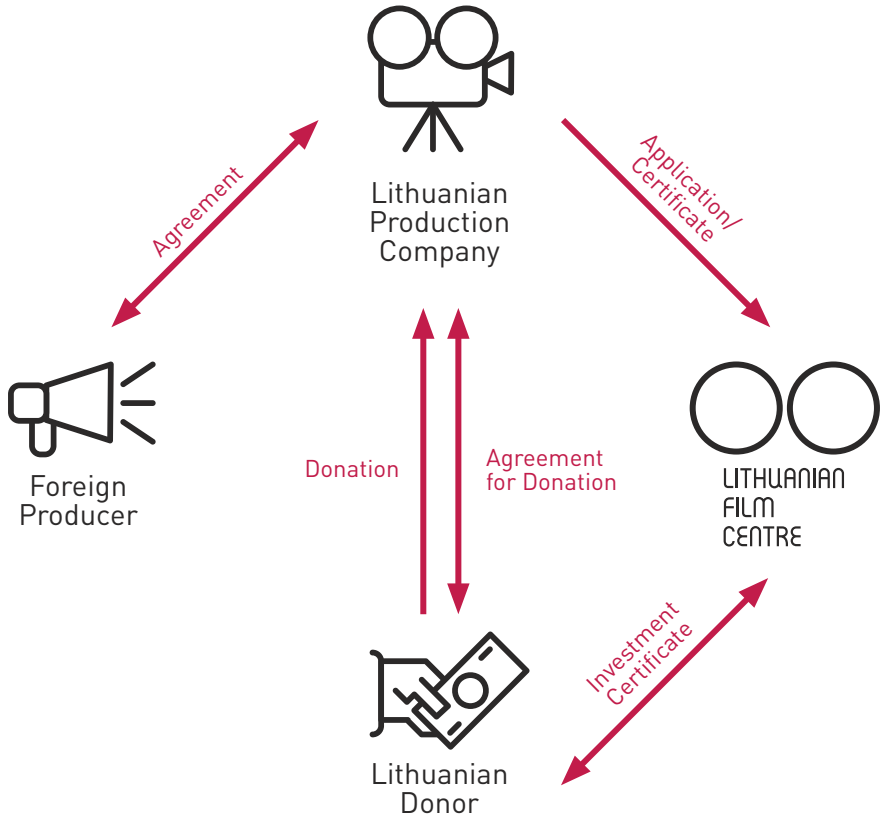 Lithuanian
Production
Company
Agreement
Application/
Certificate
Foreign
Producer
Donation
Agreement
for Donation
LITHUANIAN
FILM
CENTRE
Investment
Certificate
Lithuanian
Donor